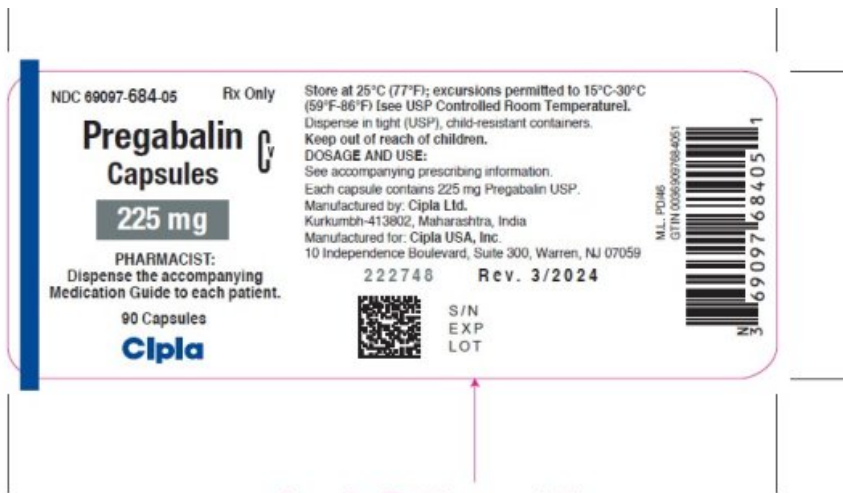 NDC 69097-684-05 Rx Only
Pregabalin CV
Capsules
225 mg
PHARMACIST:
Dispense the accompanying
Medication Guide to each patient.
90 Capsules
Cipla
Store at 25°C (77°F); excursions permitted to 15°C-30°C
(59°F-86°F) [see USP Controlled Room Temperature].
Dispense in tight (USP), child-resistant containers.
Keep out of reach of children.
DOSAGE AND USE:
See accompanying prescribing information.
Each capsule contains 225 mg Pregabalin USP.
Manufactured by: Cipla Ltd.
Kurkumbh-413802, Maharashtra, India
Manufactured for: Cipla USA, Inc.
10 Independence Boulevard, Suite 300, Warren, NJ 07059
222748 Rev. 3/2024
S/N
EXP
LOT
M.L. PD/46
GTIN 00369097684051
N 3 69097 68405 1